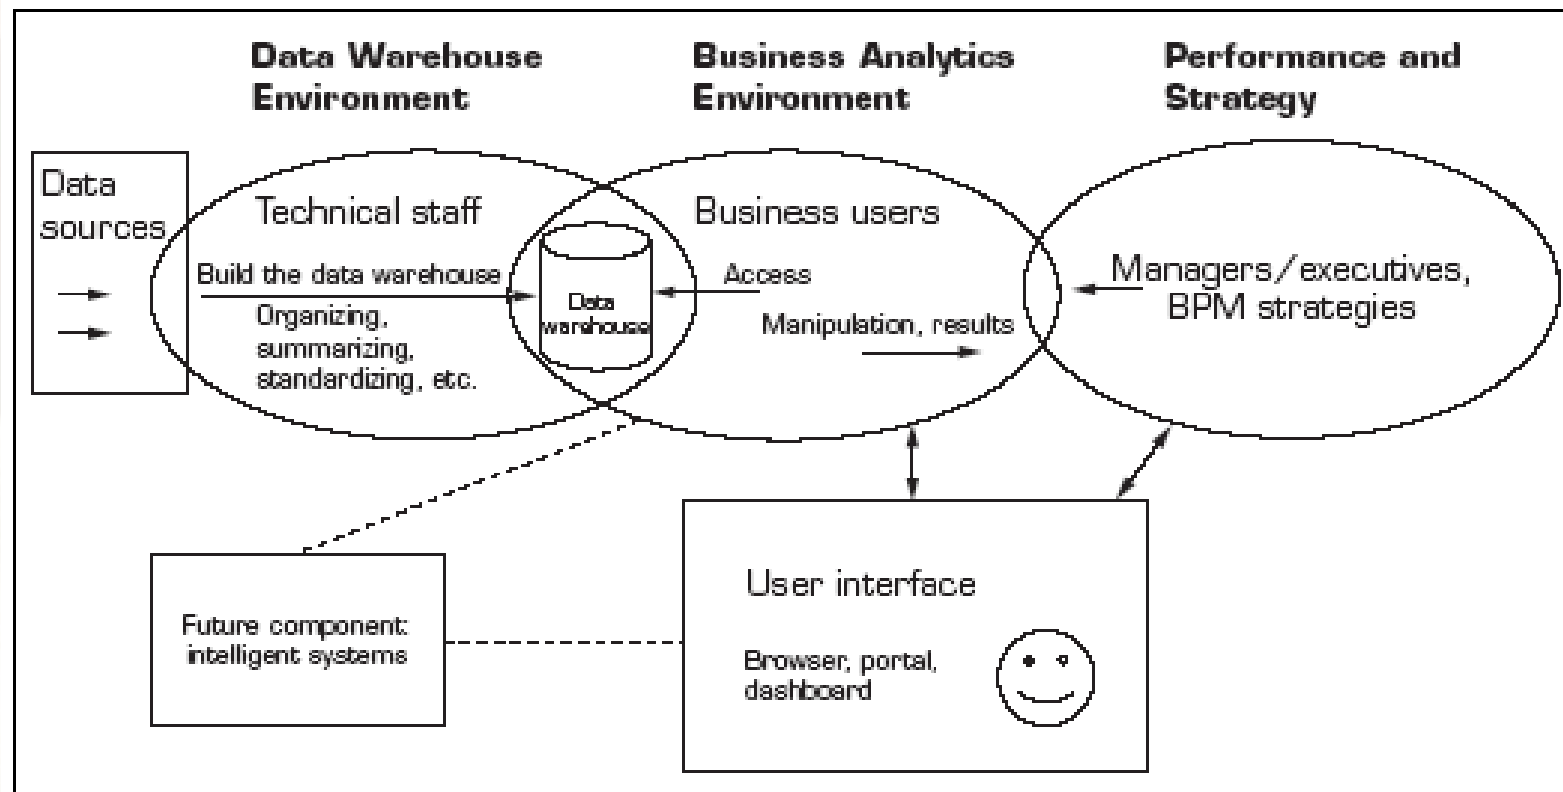 Data Warehouse
Environment
Business Analytics
Environment
Performance and
Strategy
Data
sources
Technical staff
Build the data warehouse
Organizing,
summarizing,
standardizing, etc.
Data
warehouse
Business users
Access
Manipulation, results
Managers/executives,
BPM strategies
Future component:
intelligent systems
User interface
Browser, portal,
dashboard